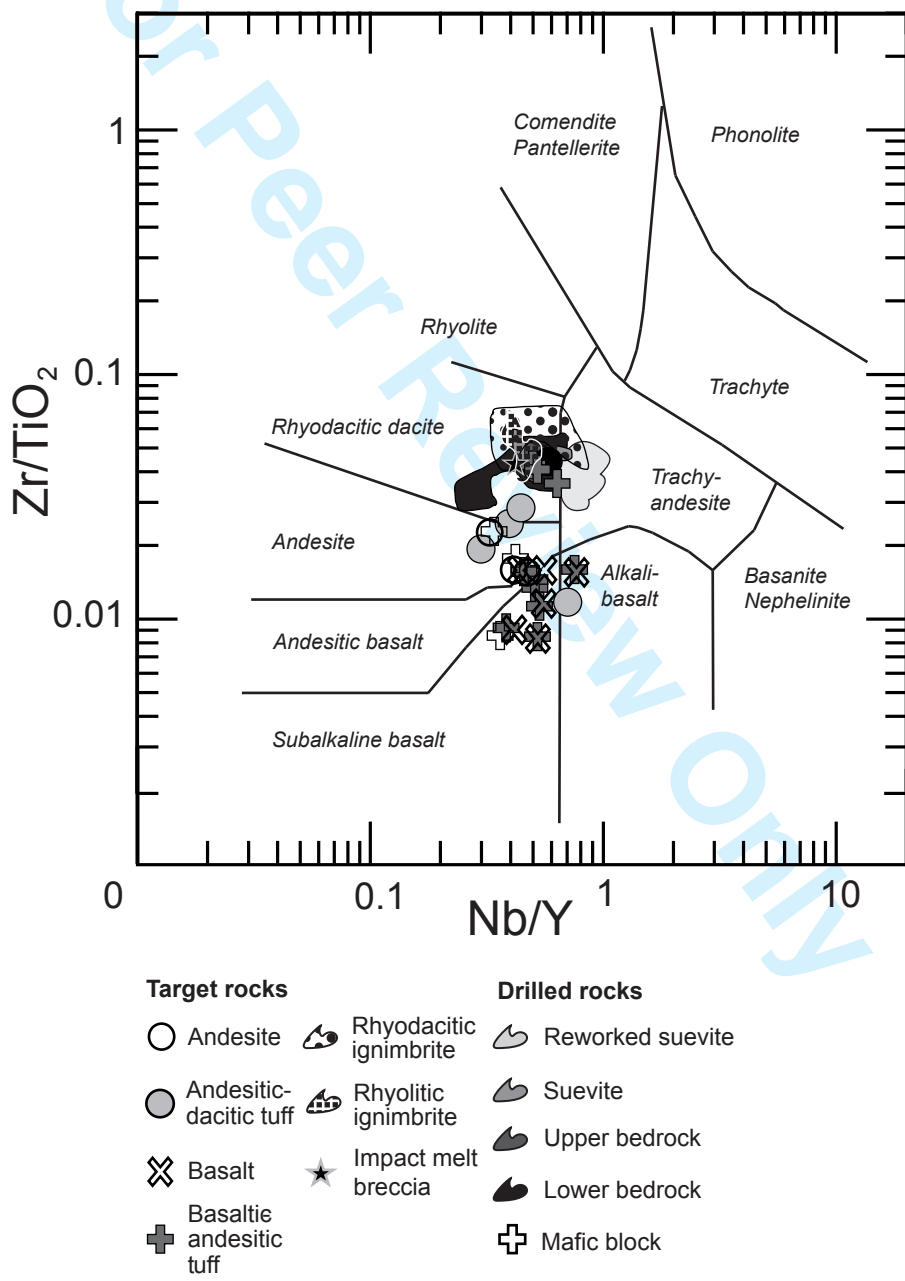 or Peer Review Only
Comendite
Pantellerite
Phonolite
Rhyolite
Trachyte
Rhyodacitic dacite
Trachy-
andesite
Andesite
Alkali-
basalt
Basanite
Nephelinite
Andesitic basalt
Subalkaline basalt
Zr/TiO2
1
0.1
0.01
0
0.1
1
10
Nb/Y
Target rocks
Andesite
Andesitic-
dacitic tuff
Basalt
Basaltic
andesitic
tuff
Rhyodacitic
ignimbrite
Rhyolitic
ignimbrite
Impact melt
breccia
Drilled rocks
Reworked suevite
Suevite
Upper bedrock
Lower bedrock
Mafic block